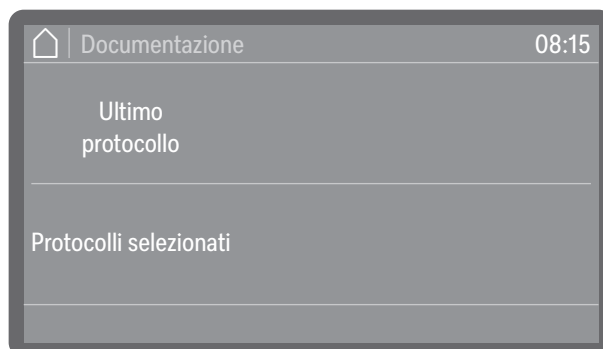 Documentazione
08:15
Ultimo
protocollo
Protocolli selezionati